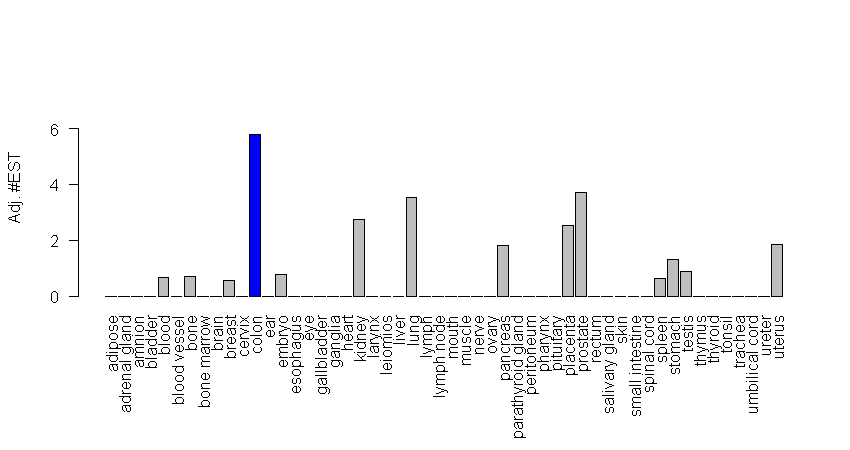 Adj. #EST
6
4
2
0
adipose
adrenal gland
amnion
bladder
blood
blood vessel
bone
bone marrow
brain
breast
cervix
colon
ear
embryo
esophagus
eye
gallbladder
ganglia
heart
kidney
larynx
leiomios
liver
lung
lymph
lymph node
mouth
muscle
nerve
ovary
pancreas
parathyroid gland
peritoneum
pharynx
pituitary
placenta
prostate
rectum
salivary gland
skin
small intestine
spinal cord
spleen
stomach
testis
thymus
thyroid
tonsil
trachea
umbilical cord
ureter
uterus